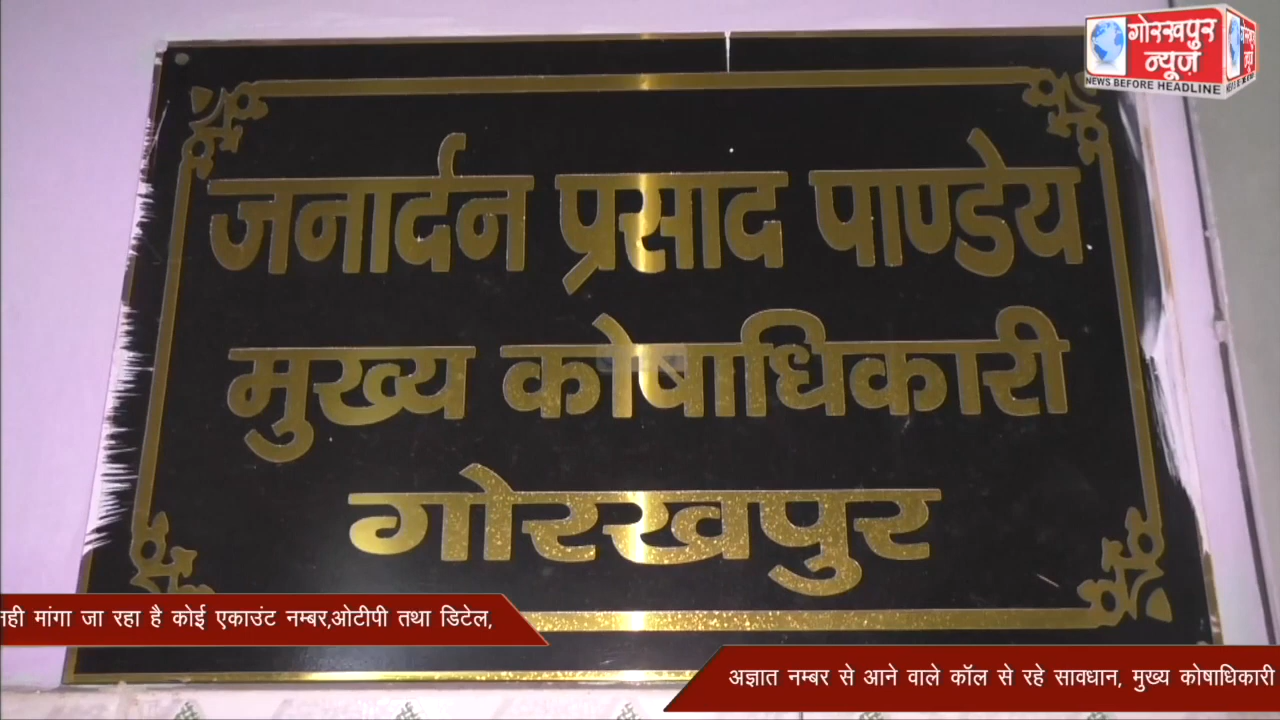 गोरखपुर
न्यूज़
NEWS BEFORE HEADLINE
जनार्दन प्रसाद पाण्डेय
मुख्य कोषाधिकारी
गोरखपुर
नही मांगा जा रहा है कोई एकाउंट नम्बर,ओटीपी तथा डिटेल,
अज्ञात नम्बर से आने वाले कॉल से रहे सावधान, मुख्य कोषाधिकारी